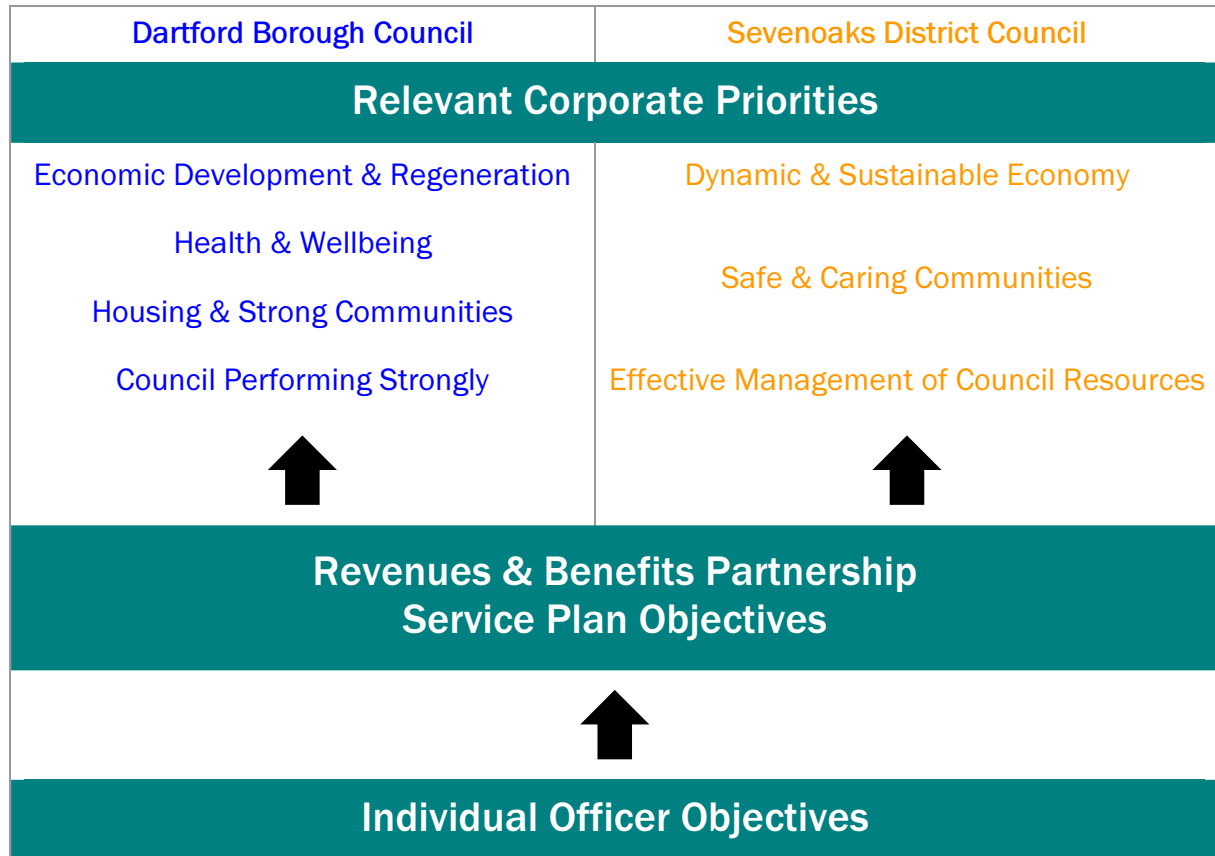 Dartford Borough Council
Sevenoaks District Council
Relevant Corporate Priorities
Economic Development & Regeneration
Health & Wellbeing
Housing & Strong Communities
Council Performing Strongly
Dynamic & Sustainable Economy
Safe & Caring Communities
Effective Management of Council Resources
Revenues & Benefits Partnership
Service Plan Objectives
Individual Officer Objectives